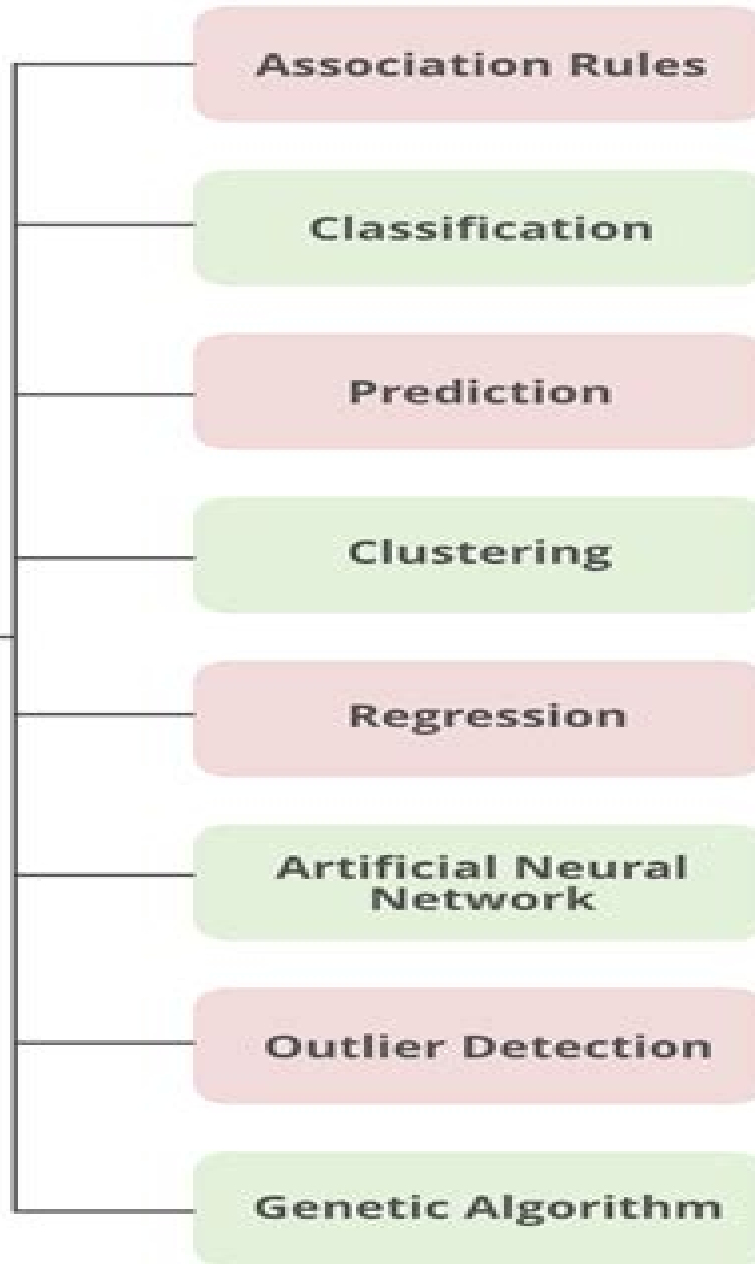 Association Rules
Classification
Prediction
Clustering
Regression
Artificial Neural
Network
Outlier Detection
Genetic Algorithm